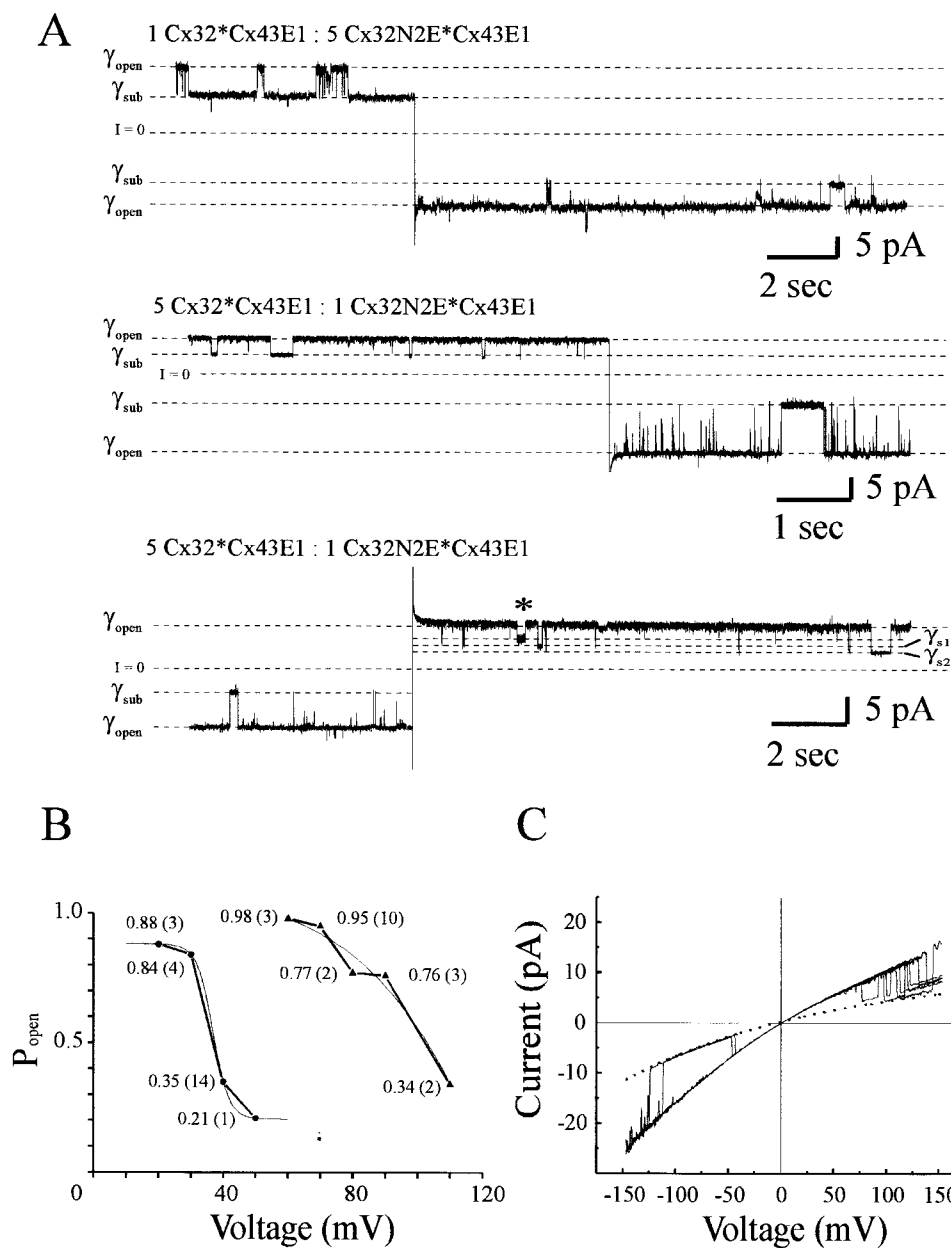 A
1 Cx32*Cx43E1 : 5 Cx32N2E*Cx43E1
γopen
γsub
I = 0
γsub
γopen
5 pA
2 sec
5 Cx32*Cx43E1 : 1 Cx32N2E*Cx43E1
γopen
γsub
I = 0
γsub
γopen
5 pA
1 sec
5 Cx32*Cx43E1 : 1 Cx32N2E*Cx43E1
*
γopen
γs1
γs2
I = 0
γsub
γopen
5 pA
2 sec
B
Popen
1.0
0.5
0
40
80
120
Voltage (mV)
0.88 (3)
0.84 (4)
0.35 (14)
0.21 (1)
0.98 (3)
0.95 (10)
0.77 (2)
0.76 (3)
0.34 (2)
C
Current (pA)
20
10
0
-10
-20
-150
-100
-50
0
50
100
150
Voltage (mV)